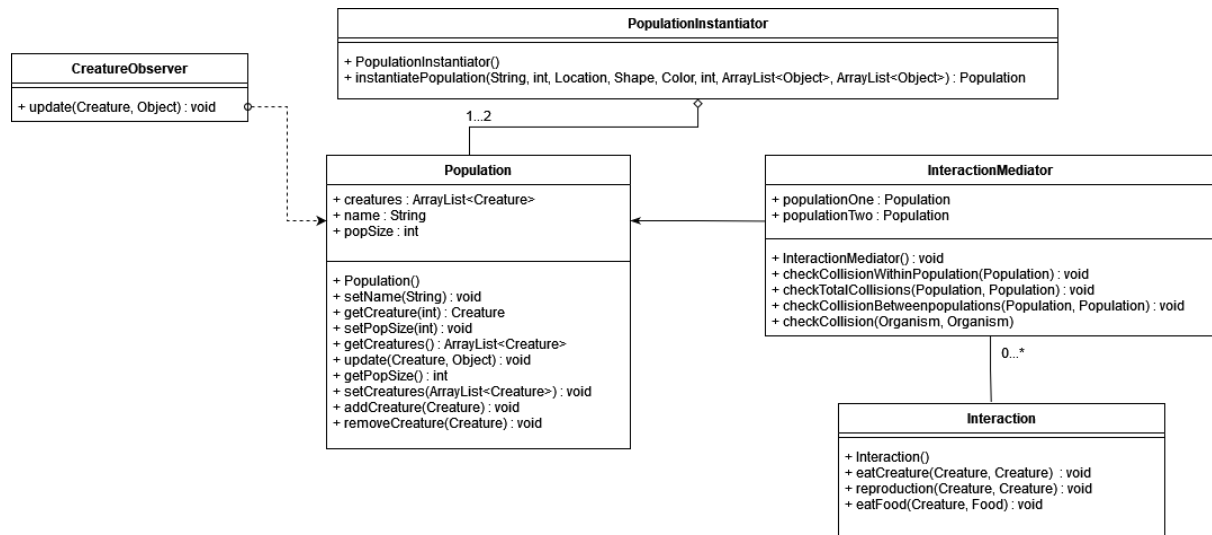 PopulationInstantiator
+ PopulationInstantiator()
+ instantiatePopulation(String, int, Location, Shape, Color, int, ArrayList<Object>, ArrayList<Object>) : Population
CreatureObserver
+ update(Creature, Object) : void
1...2
Population
+ creatures : ArrayList<Creature>
+ name : String
+ popSize : int
+ Population()
+ setName(String) : void
+ getCreature(int) : Creature
+ setPopSize(int) : void
+ getCreatures() : ArrayList<Creature>
+ update(Creature, Object) : void
+ getPopSize() : int
+ setCreatures(ArrayList<Creature>) : void
+ addCreature(Creature) : void
+ removeCreature(Creature) : void
InteractionMediator
+ populationOne : Population
+ populationTwo : Population
+ InteractionMediator() : void
+ checkCollisionWithinPopulation(Population) : void
+ checkTotalCollisions(Population, Population) : void
+ checkCollisionBetweenpopulations(Population, Population) : void
+ checkCollision(Organism, Organism)
0...*
Interaction
+ Interaction()
+ eatCreature(Creature, Creature) : void
+ reproduction(Creature, Creature) : void
+ eatFood(Creature, Food) : void